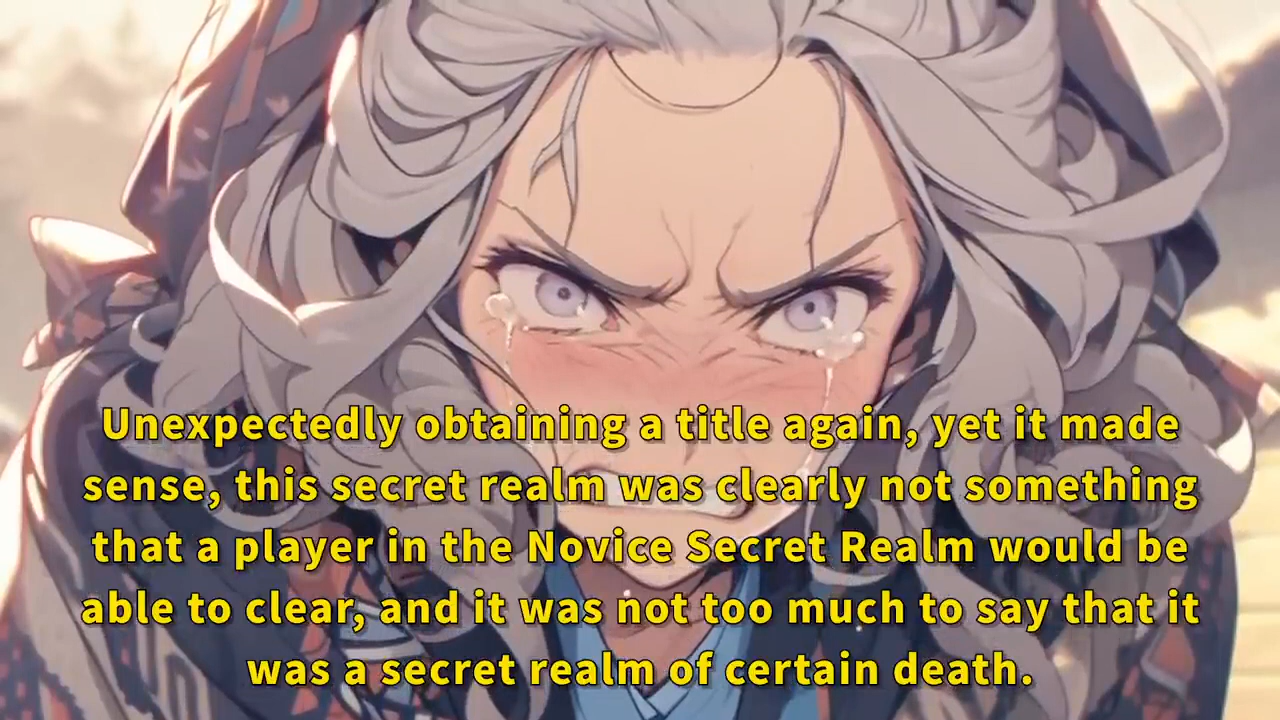 Unexpectedly obtaining a title again, yet it made
sense, this secret realm was clearly not something
that a player in the Novice Secret Realm would be
able to clear, and it was not too much to say that it
was a secret realm of certain death.